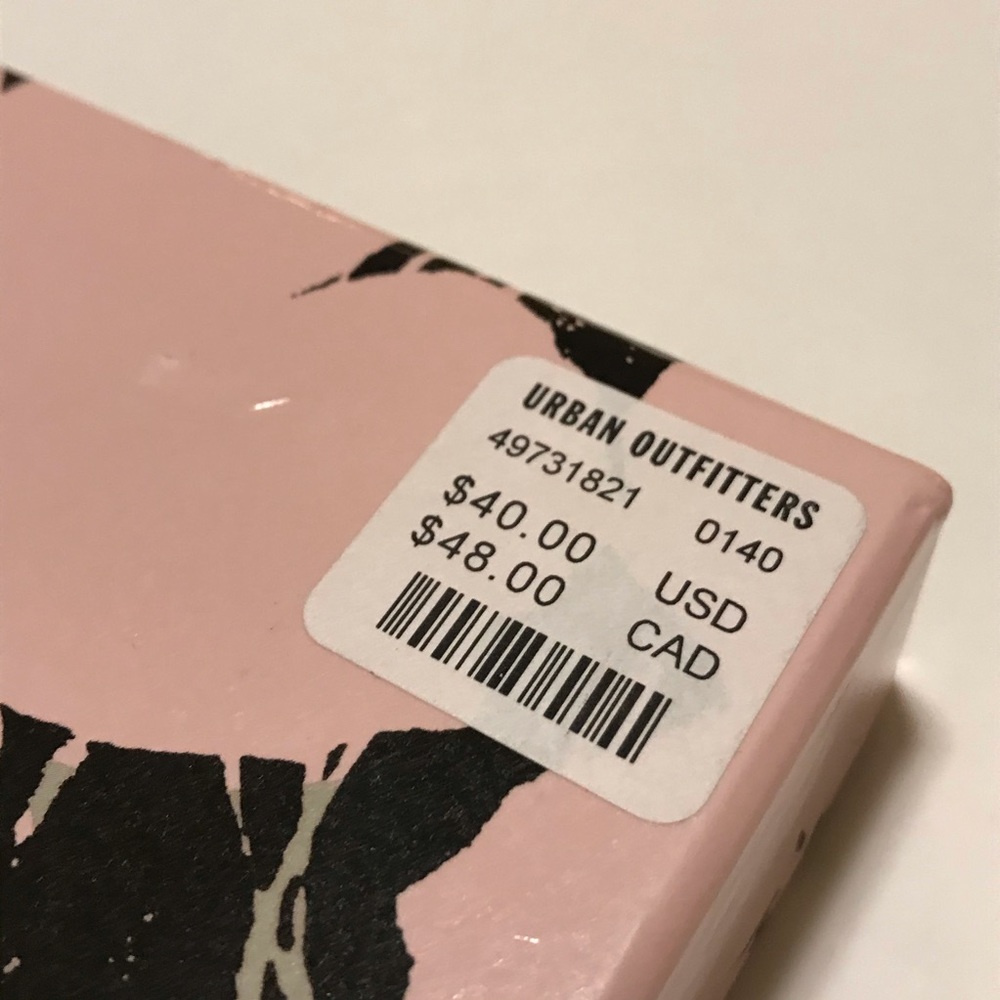 URBAN OUTFITTERS
49731821 0140
$40.00 USD
$48.00 CAD